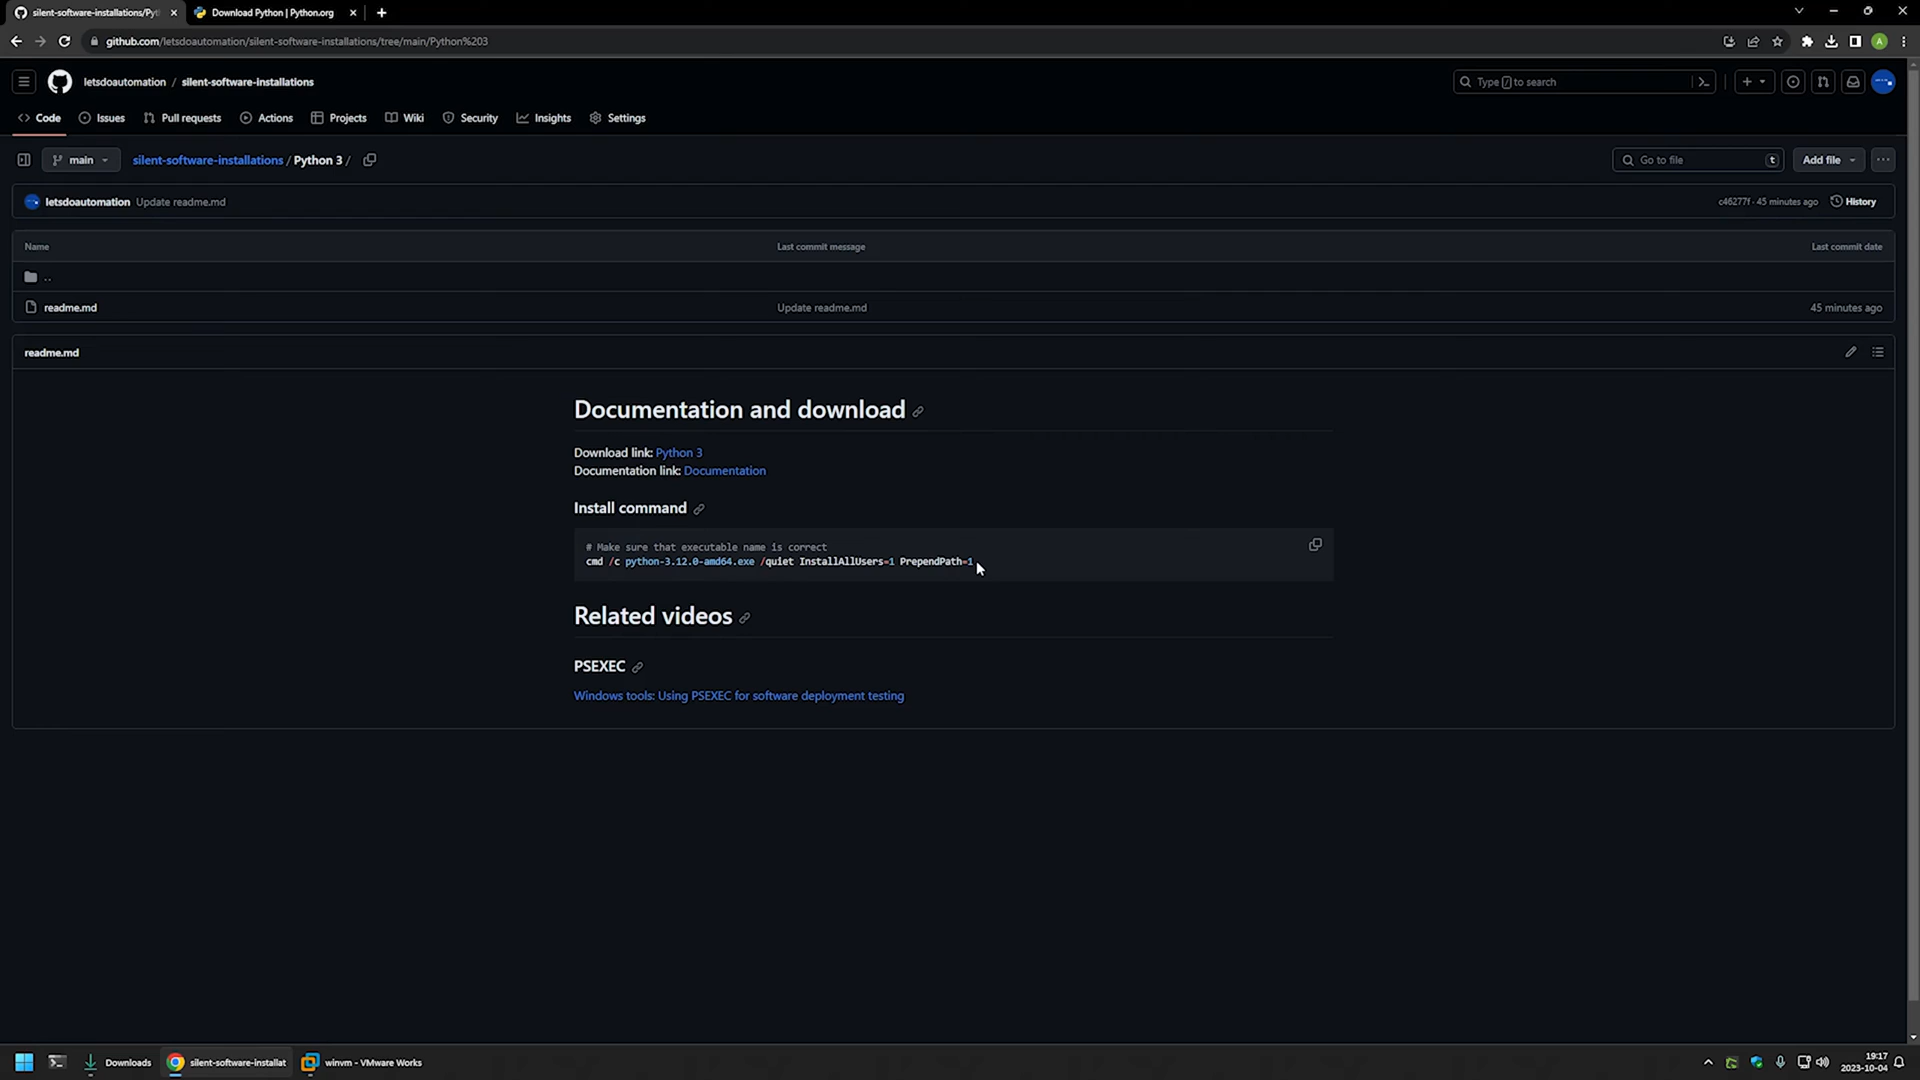 silent-software-installations/Pyt
Download Python | Python.org
github.com/letsdoautomation/silent-software-installations/tree/main/Python%203
A
letsdoautomation / silent-software-installations
Type / to search
Code
Issues
Pull requests
Actions
Projects
Wiki
Security
Insights
Settings
main
silent-software-installations / Python 3 /
Go to file
t
Add file
letsdoautomation Update readme.md
c46277f · 45 minutes ago
History
Name
Last commit message
Last commit date
..
readme.md
Update readme.md
45 minutes ago
readme.md
Documentation and download
Download link: Python 3
Documentation link: Documentation
Install command
# Make sure that executable name is correct
cmd /c python-3.12.0-amd64.exe /quiet InstallAllUsers=1 PrependPath=1
Related videos
PSEXEC
Windows tools: Using PSEXEC for software deployment testing
Downloads
silent-software-installat
winvm - VMware Works
19:17
2023-10-04